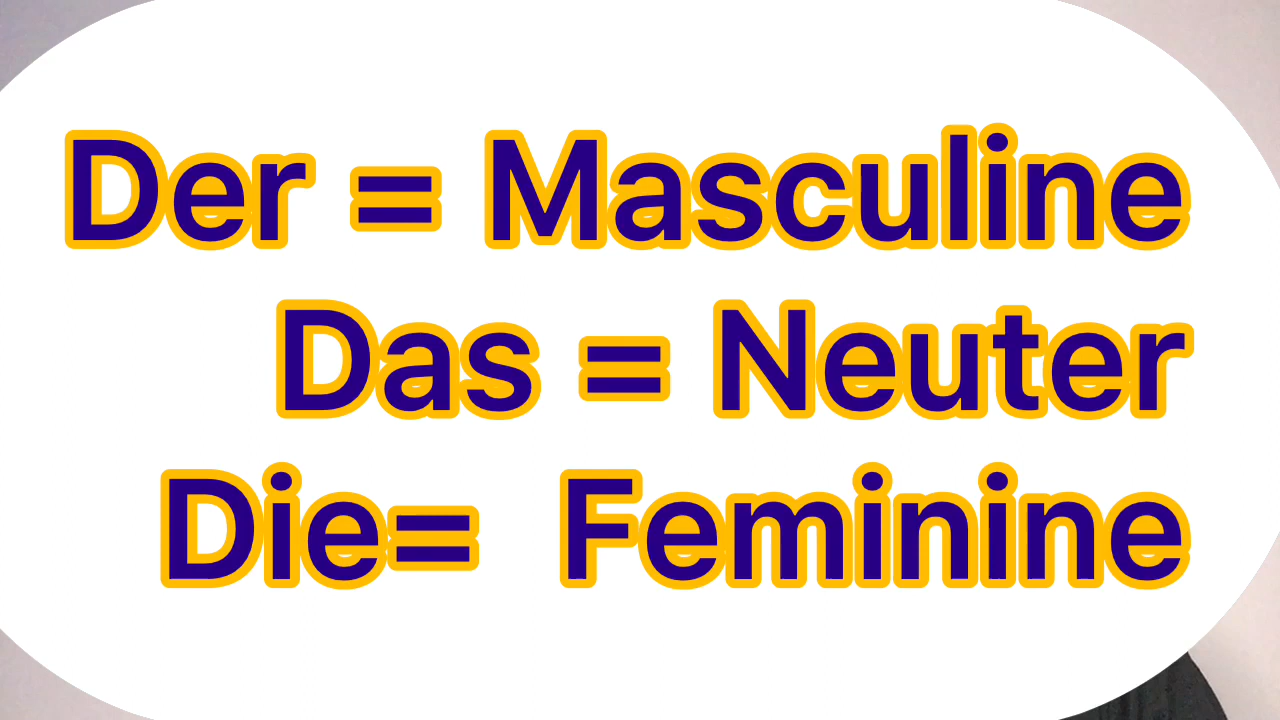 Der = Masculine
Das = Neuter
Die=  Feminine